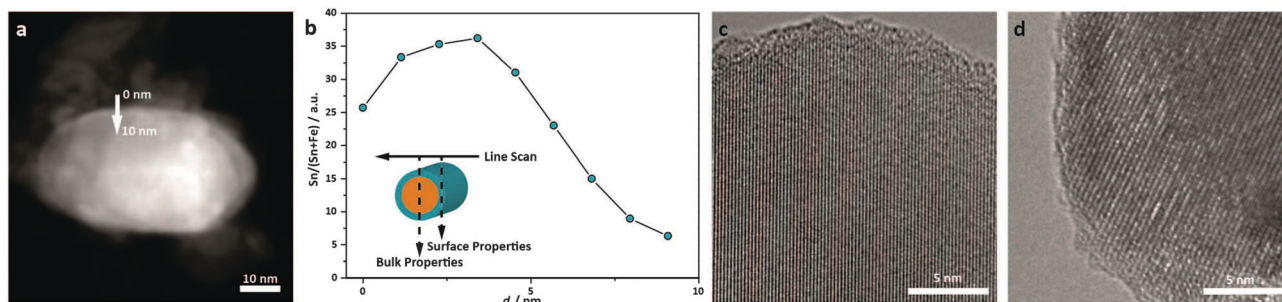 a
0 nm
10 nm
10 nm
b
Sn/(Sn+Fe) / a.u.
40
35
30
25
20
15
10
5
0
Line Scan
Surface Properties
Bulk Properties
0
5
10
d / nm
c
5 nm
d
5 nm